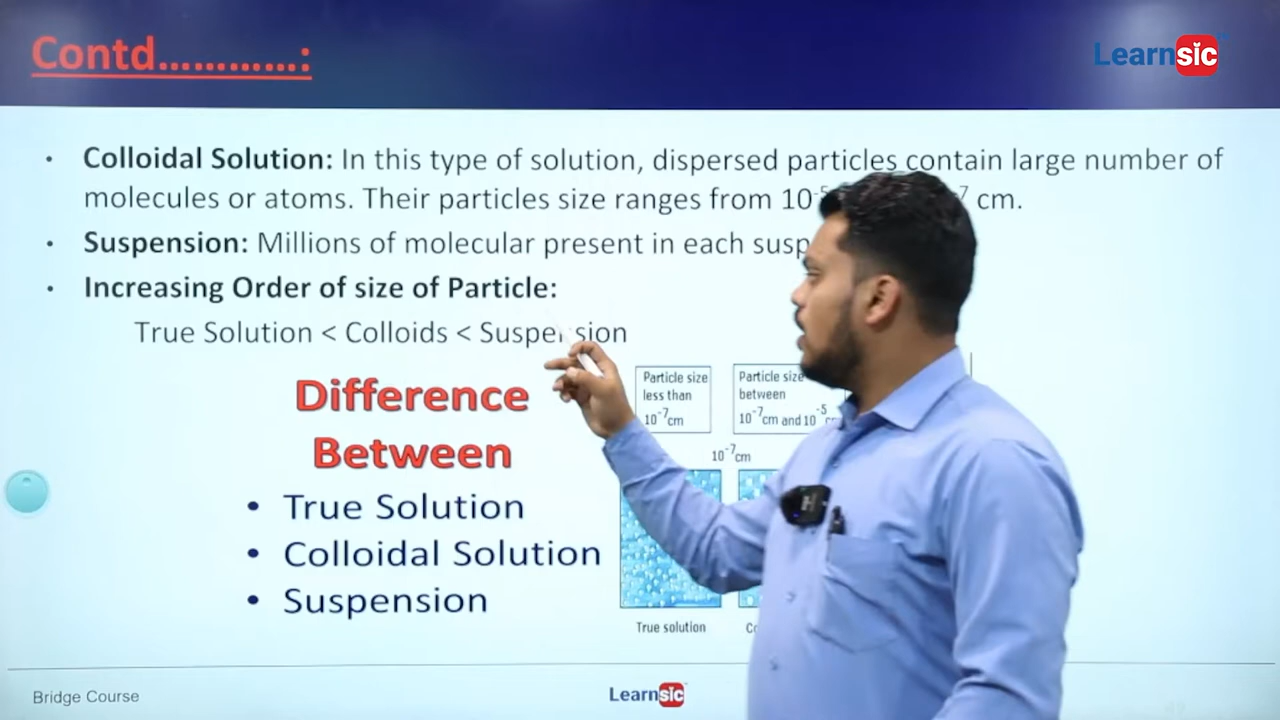 Contd............:
Learnsic
• Colloidal Solution: In this type of solution, dispersed particles contain large number of
molecules or atoms. Their particles size ranges from 10⁻⁵ ⁻⁷ cm.
• Suspension: Millions of molecular present in each susp
• Increasing Order of size of Particle:
True Solution < Colloids < Suspension
Difference
Between
• True Solution
• Colloidal Solution
• Suspension
Particle size
less than
10⁻⁷cm
Particle size
between
10⁻⁷cm and 10⁻⁵
10⁻⁷cm
True solution
Bridge Course
Learnsic